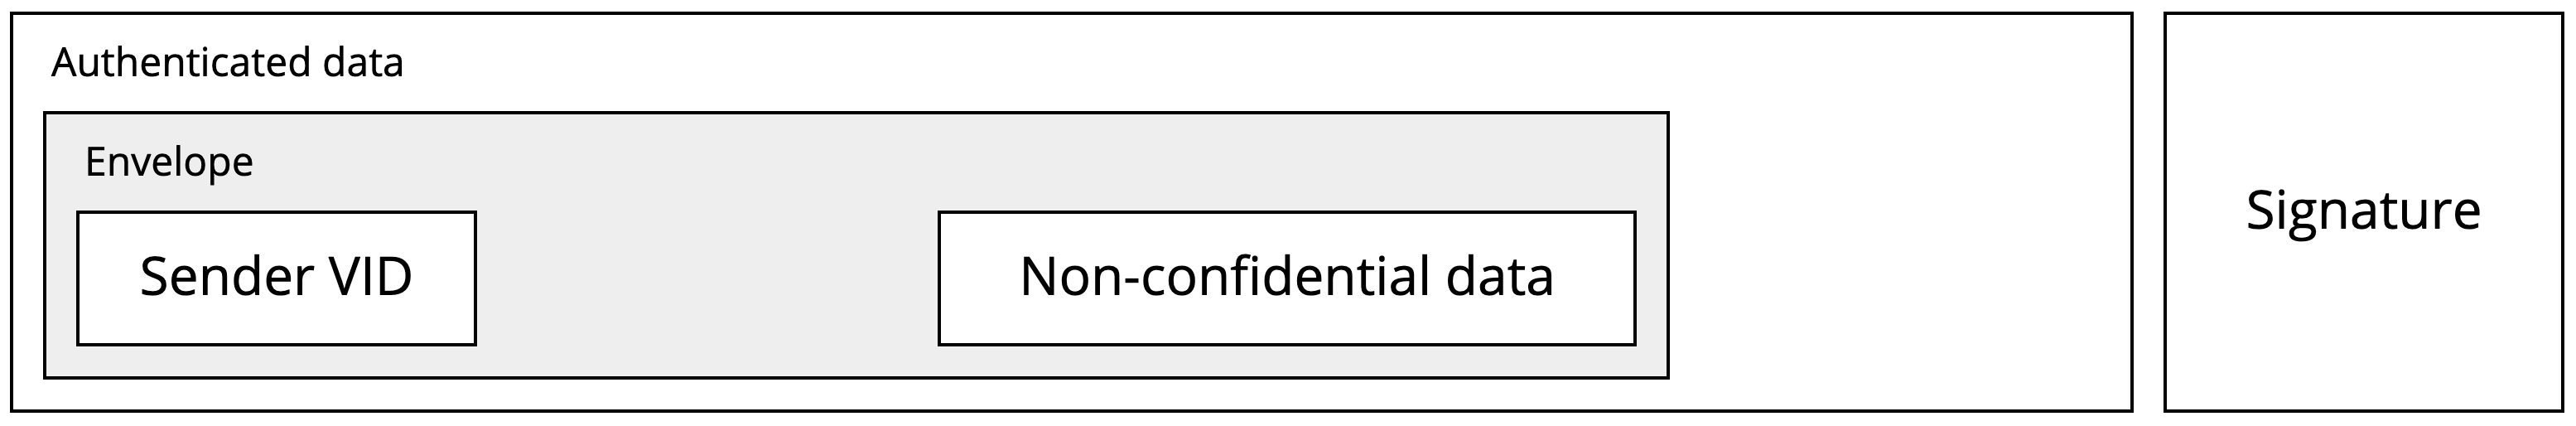 Authenticated data
Envelope
Sender VID
Non-confidential data
Signature